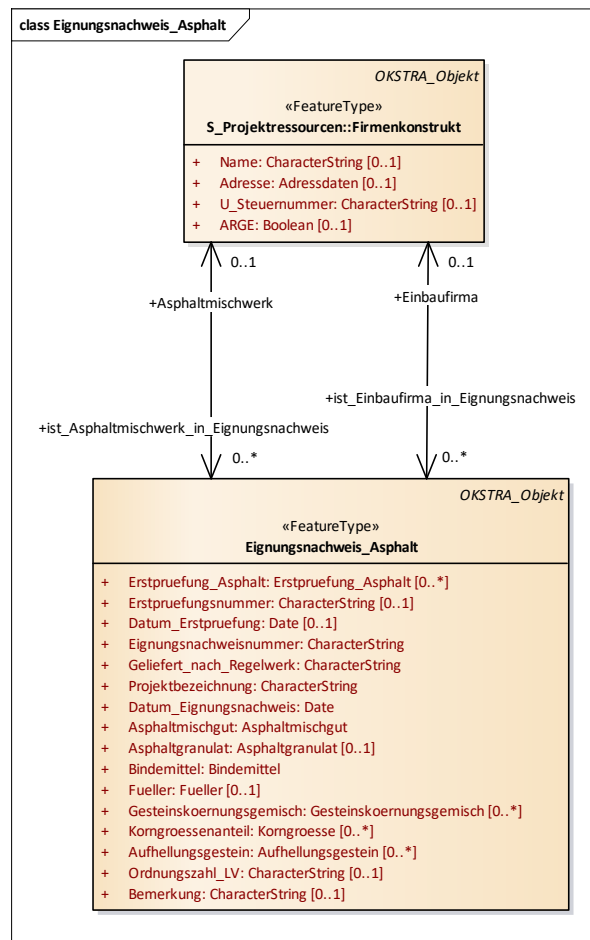 class Eignungsnachweis_Asphalt
OKSTRA_Objekt
«FeatureType»
S_Projektressourcen::Firmenkonstrukt
+ Name: CharacterString [0..1]
+ Adresse: Adressdaten [0..1]
+ U_Steuernummer: CharacterString [0..1]
+ ARGE: Boolean [0..1]
0..1 0..1
+Asphaltmischwerk +Einbaufirma
+ist_Einbaufirma_in_Eignungsnachweis
+ist_Asphaltmischwerk_in_Eignungsnachweis
0..* 0..*
OKSTRA_Objekt
«FeatureType»
Eignungsnachweis_Asphalt
+ Erstpruefung_Asphalt: Erstpruefung_Asphalt [0..*]
+ Erstpruefungsnummer: CharacterString [0..1]
+ Datum_Erstpruefung: Date [0..1]
+ Eignungsnachweisnummer: CharacterString
+ Geliefert_nach_Regelwerk: CharacterString
+ Projektbezeichnung: CharacterString
+ Datum_Eignungsnachweis: Date
+ Asphaltmischgut: Asphaltmischgut
+ Asphaltgranulat: Asphaltgranulat [0..1]
+ Bindemittel: Bindemittel
+ Fueller: Fueller [0..1]
+ Gesteinskoernungsgemisch: Gesteinskoernungsgemisch [0..*]
+ Korngroessenanteil: Korngroesse [0..*]
+ Aufhellungsgestein: Aufhellungsgestein [0..*]
+ Ordnungszahl_LV: CharacterString [0..1]
+ Bemerkung: CharacterString [0..1]